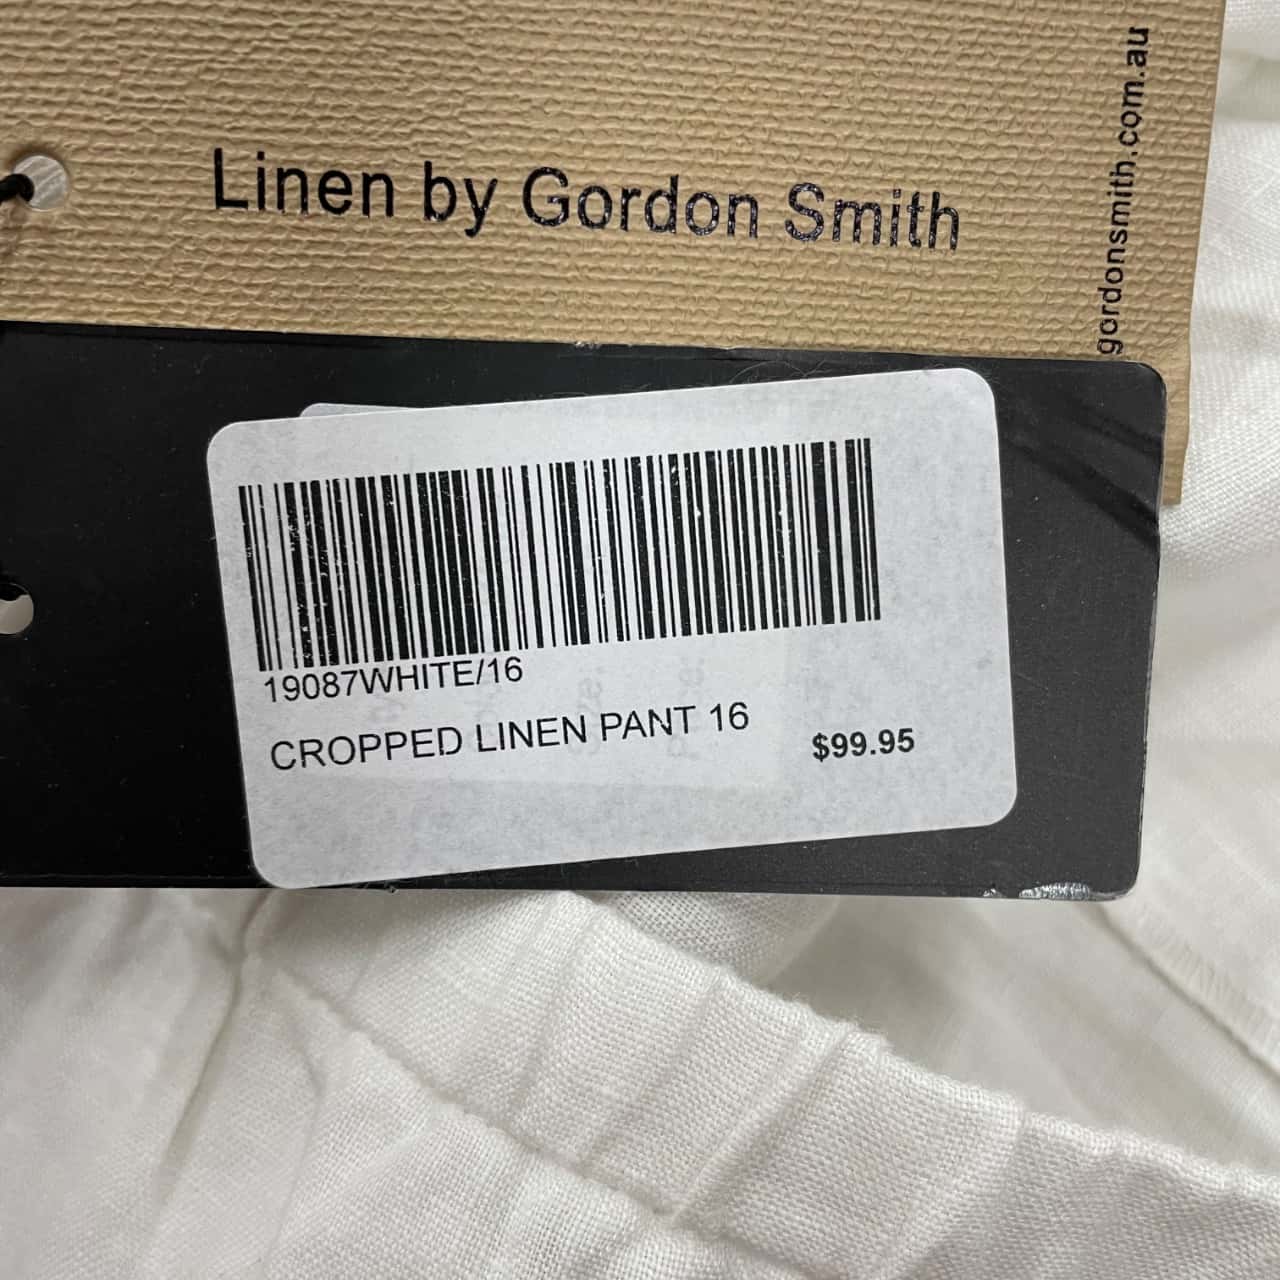 Linen by Gordon Smith
gordonsmith.com.au
19087WHITE/16
CROPPED LINEN PANT 16
$99.95